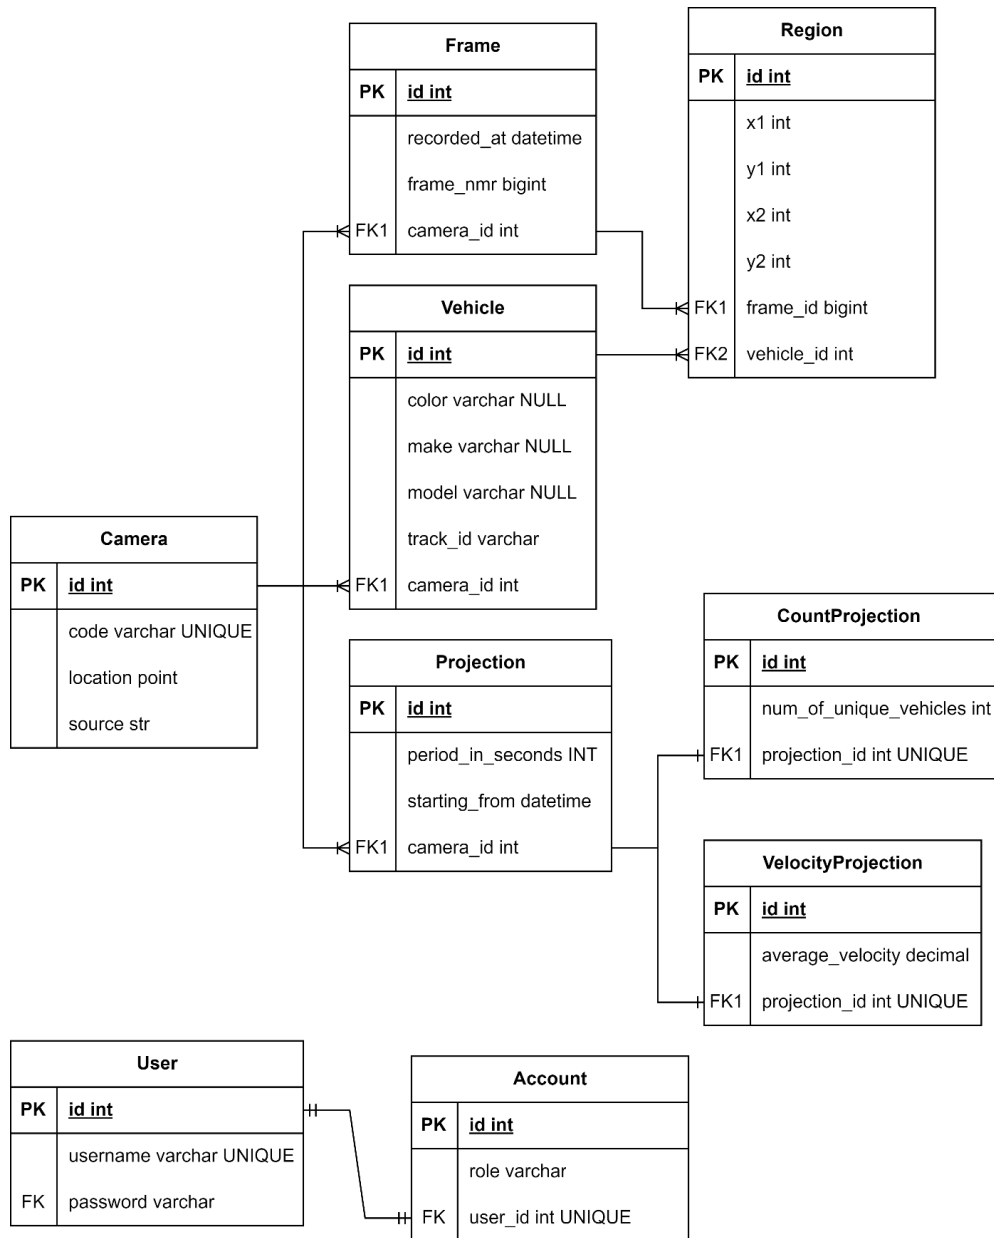 Frame
PK id int
recorded_at datetime
frame_nmr bigint
FK1 camera_id int
Region
PK id int
x1 int
y1 int
x2 int
y2 int
FK1 frame_id bigint
FK2 vehicle_id int
Vehicle
PK id int
color varchar NULL
make varchar NULL
model varchar NULL
track_id varchar
FK1 camera_id int
Camera
PK id int
code varchar UNIQUE
location point
source str
Projection
PK id int
period_in_seconds INT
starting_from datetime
FK1 camera_id int
CountProjection
PK id int
num_of_unique_vehicles int
FK1 projection_id int UNIQUE
VelocityProjection
PK id int
average_velocity decimal
FK1 projection_id int UNIQUE
User
PK id int
username varchar UNIQUE
FK password varchar
Account
PK id int
role varchar
FK user_id int UNIQUE